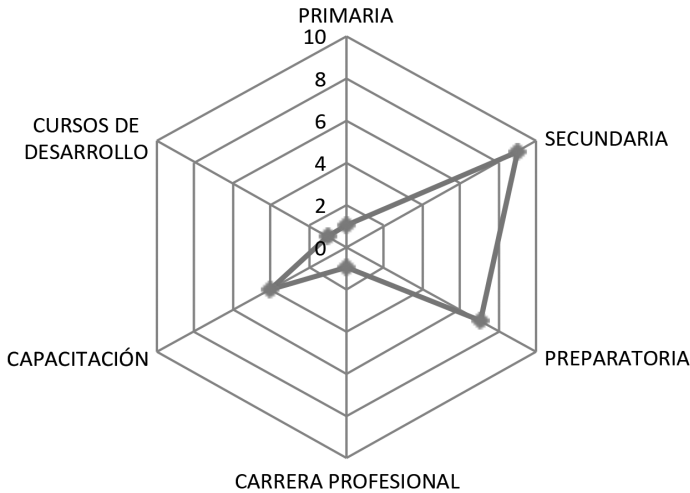 PRIMARIA
10
8
6
4
2
0
CURSOS DE
DESARROLLO
SECUNDARIA
CAPACITACIÓN
PREPARATORIA
CARRERA PROFESIONAL